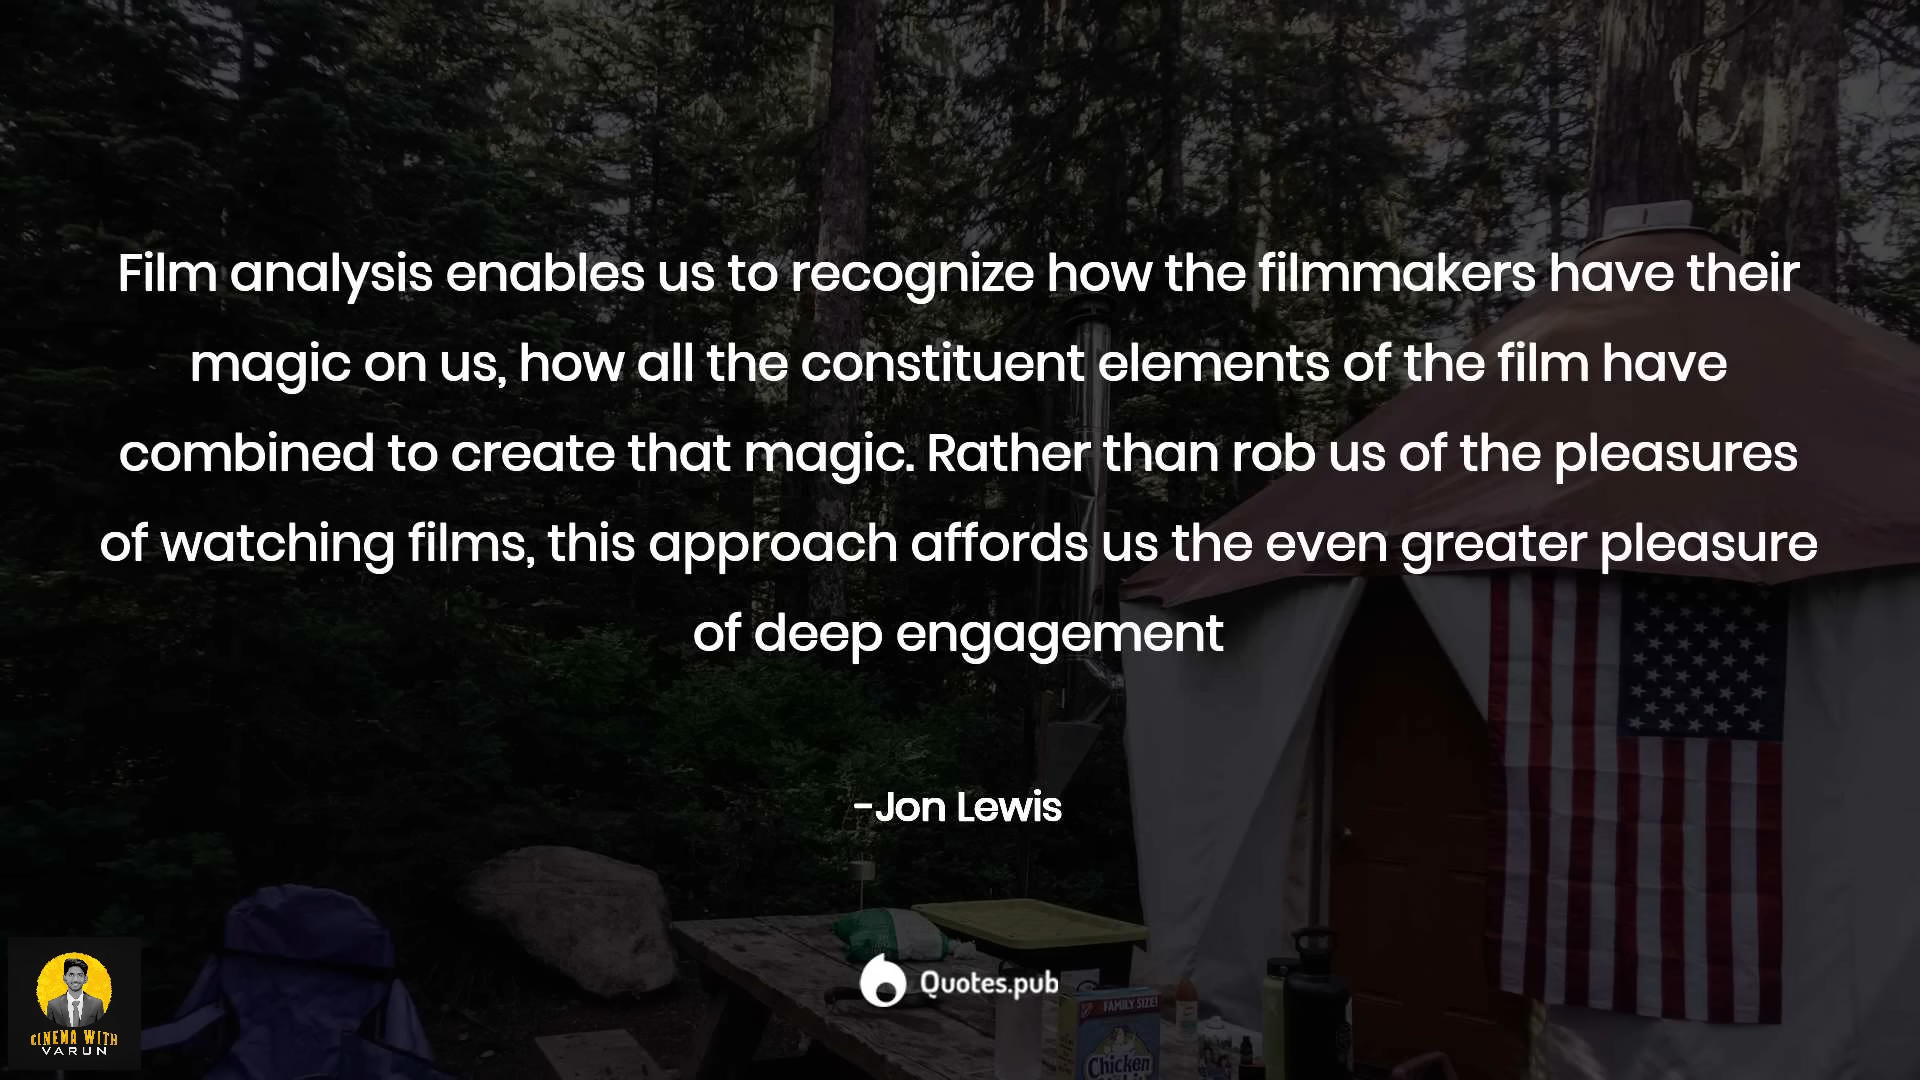 Film analysis enables us to recognize how the filmmakers have their
magic on us, how all the constituent elements of the film have
combined to create that magic. Rather than rob us of the pleasures
of watching films, this approach affords us the even greater pleasure
of deep engagement
-Jon Lewis
Quotes.pub
CINEMA WITH
VARUN
FAMILY SIZE!
Chicken